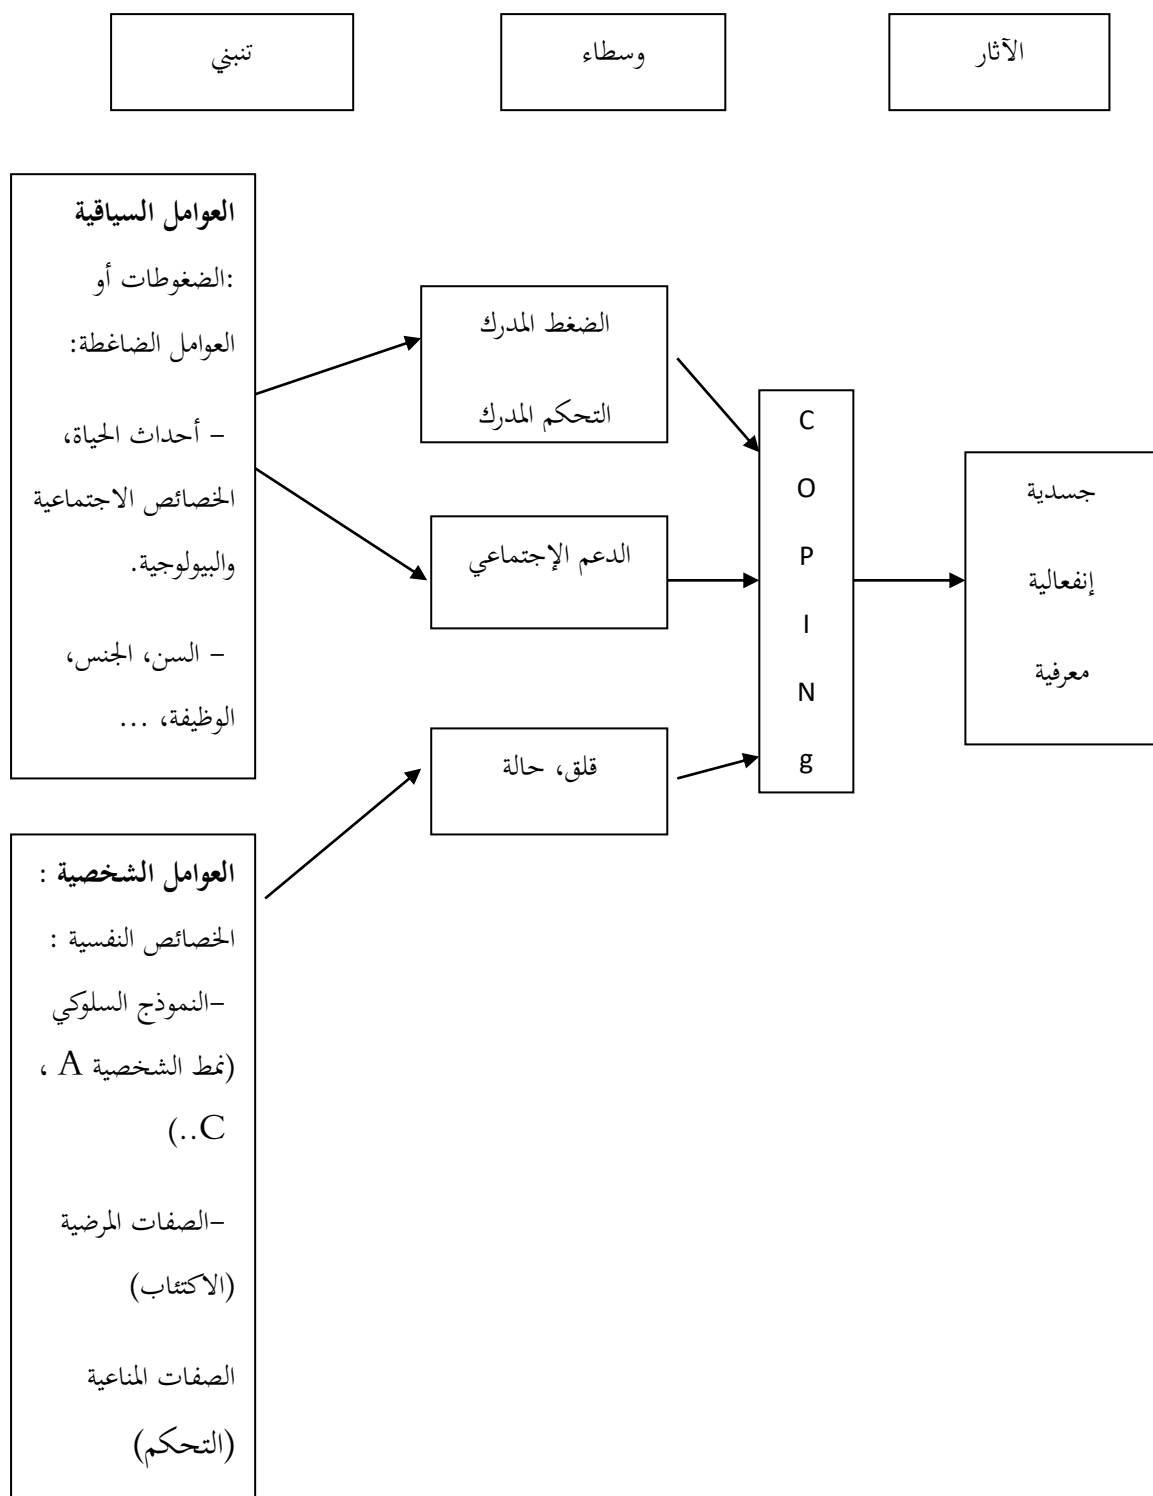 الآثار
وسطاء
تنبني
العوامل السياقية
:الضغوطات أو
العوامل الضاغطة:
– أحداث الحياة،
الخصائص الاجتماعية
والبيولوجية.
– السن، الجنس،
الوظيفة، ...
العوامل الشخصية :
الخصائص النفسية :
–النموذج السلوكي
(نمط الشخصية A ،
C..)
–الصفات المرضية
(الاكتئاب)
الصفات المناعية
(التحكم)
الضغط المدرك
التحكم المدرك
الدعم الإجتماعي
قلق، حالة
C
O
P
I
N
g
جسدية
إنفعالية
معرفية